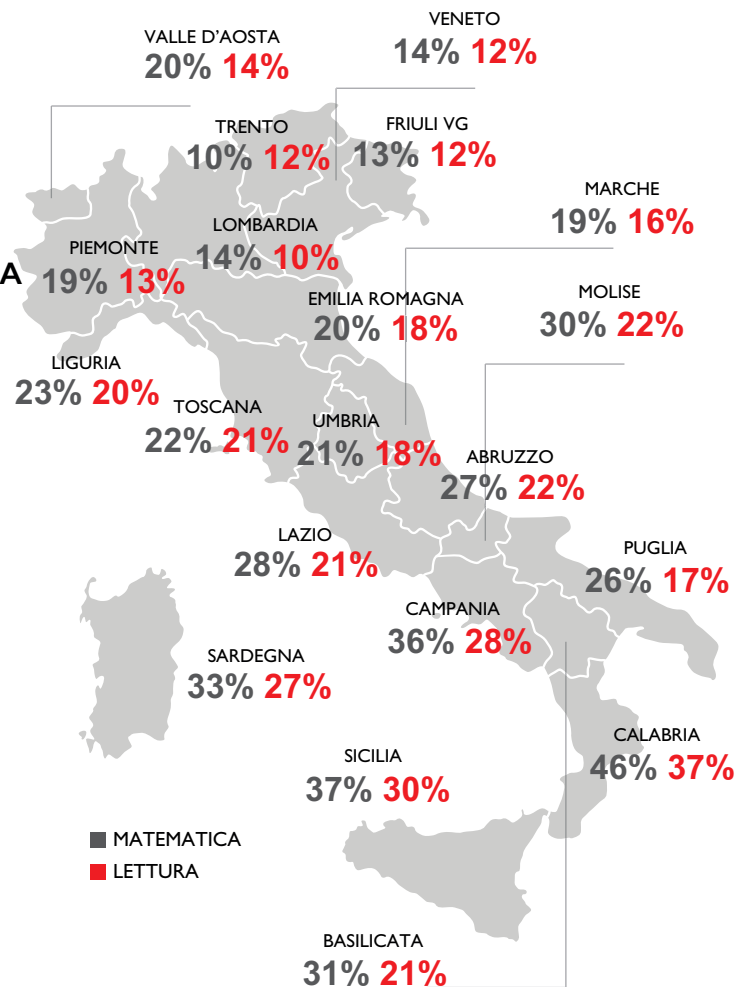 VENETO
14% 12%
VALLE D'AOSTA
20% 14%
TRENTO
10% 12%
FRIULI VG
13% 12%
MARCHE
19% 16%
LOMBARDIA
14% 10%
PIEMONTE
19% 13%
A
EMILIA ROMAGNA
20% 18%
MOLISE
30% 22%
LIGURIA
23% 20%
TOSCANA
22% 21%
UMBRIA
21% 18%
ABRUZZO
27% 22%
LAZIO
28% 21%
PUGLIA
26% 17%
CAMPANIA
36% 28%
SARDEGNA
33% 27%
CALABRIA
46% 37%
SICILIA
37% 30%
MATEMATICA
LETTURA
BASILICATA
31% 21%